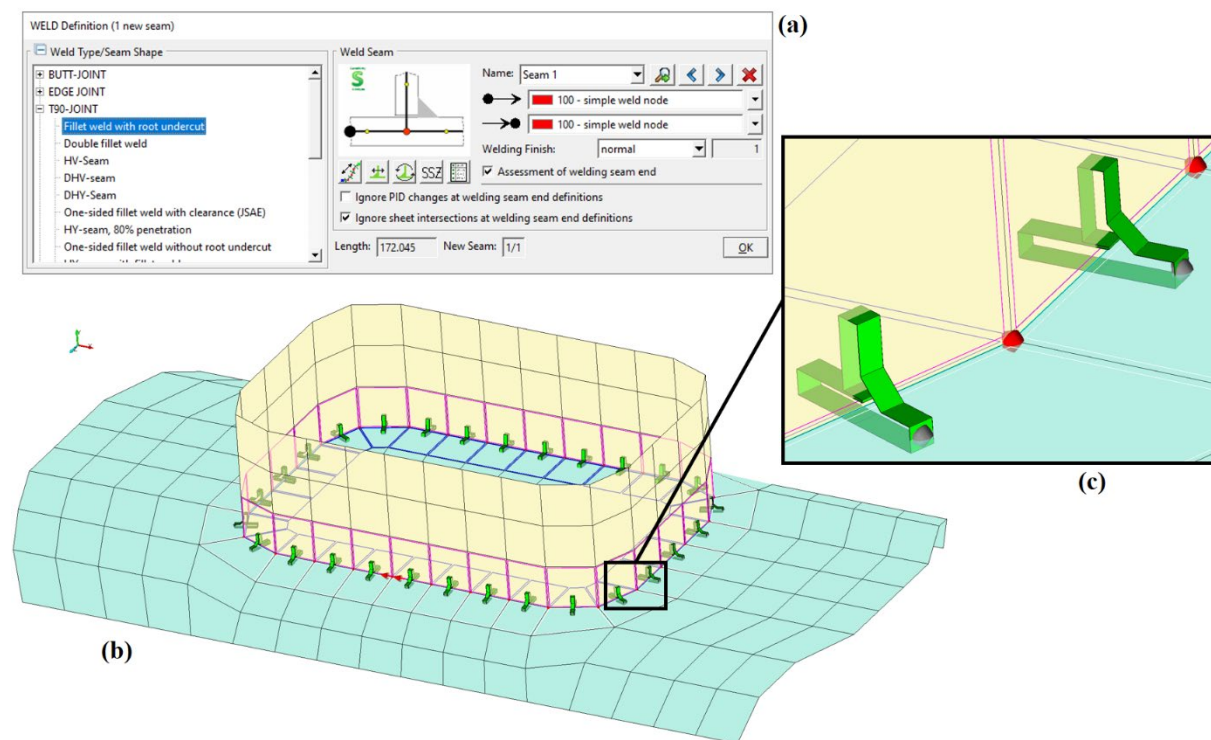 WELD Definition (1 new seam)
(a)
Weld Type/Seam Shape
BUTT-JOINT
EDGE JOINT
T90-JOINT
Fillet weld with root undercut
Double fillet weld
HV-Seam
DHV-seam
DHY-Seam
One-sided fillet weld with clearance (JSAE)
HY-seam, 80% penetration
One-sided fillet weld without root undercut
Weld Seam
S
Name: Seam 1
100 - simple weld node
100 - simple weld node
Welding Finish: normal 1
SSZ
Assessment of welding seam end
Ignore PID changes at welding seam end definitions
Ignore sheet intersections at welding seam end definitions
Length: 172.045 New Seam: 1/1 OK
(c)
(b)